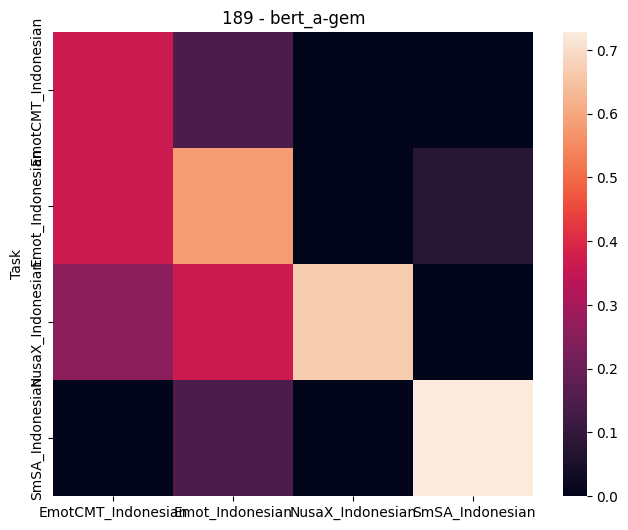 189 - bert_a-gem
Task
EmotCMT_Indonesian
Emot_Indonesian
NusaX_Indonesian
SmSA_Indonesian
EmotCMT_Indonesian Emot_Indonesian NusaX_Indonesian SmSA_Indonesian
0.7
0.6
0.5
0.4
0.3
0.2
0.1
0.0